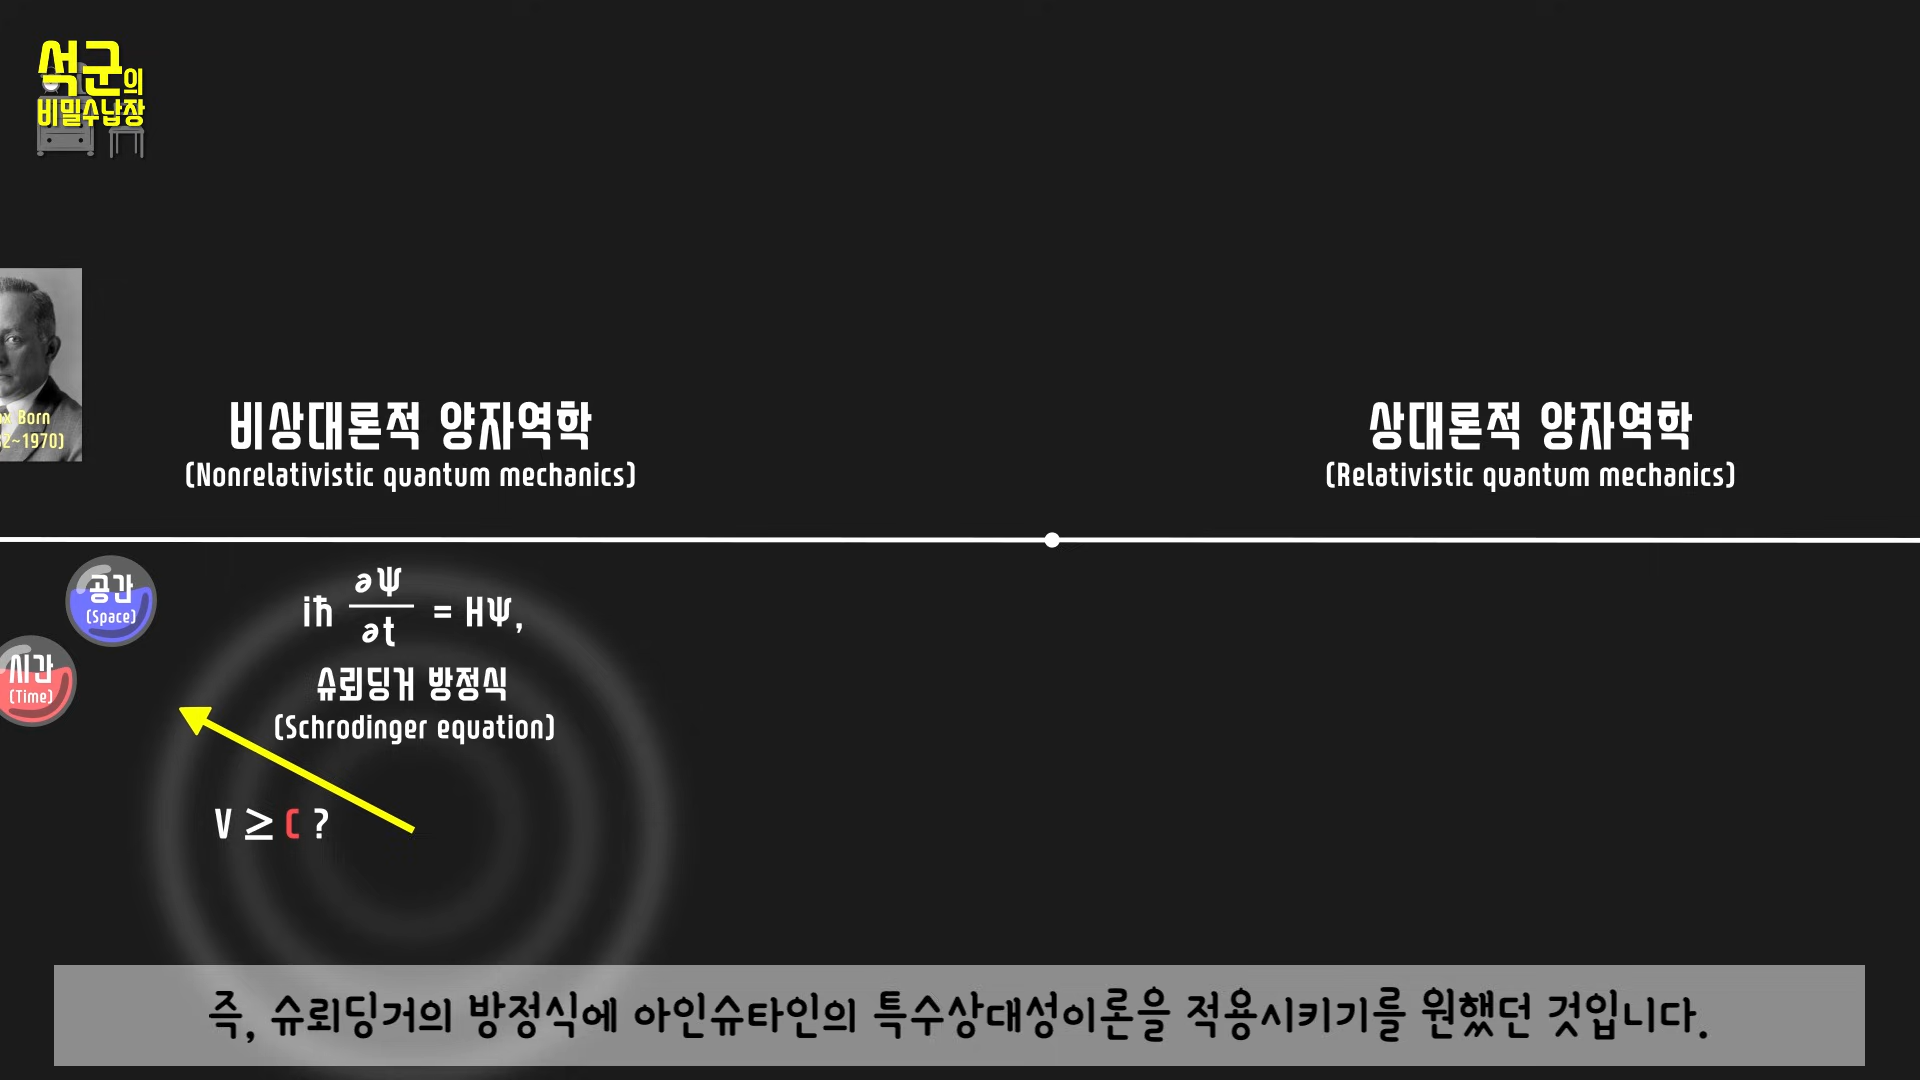 석군의
비밀수납장
x Born
2~1970)
비상대론적 양자역학
(Nonrelativistic quantum mechanics)
상대론적 양자역학
(Relativistic quantum mechanics)
공간
(Space)
시간
(Time)
iħ ∂Ψ/∂t = HΨ,
슈뢰딩거 방정식
(Schrodinger equation)
V ≥ C ?
즉, 슈뢰딩거의 방정식에 아인슈타인의 특수상대성이론을 적용시키기를 원했던 것입니다.